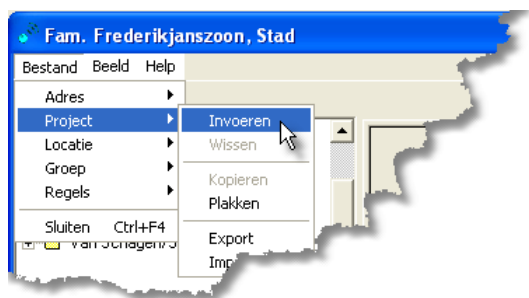 Fam. Frederikjanszoon, Stad
Bestand Beeld Help
Adres
Project
Locatie
Groep
Regels
Sluiten Ctrl+F4
Invoeren
Wissen
Kopieren
Plakken
Export